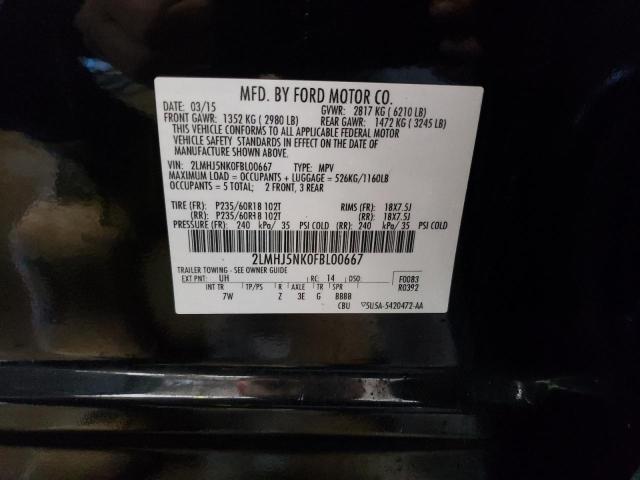 MFD. BY FORD MOTOR CO.
DATE: 03/15 GVWR: 2817 KG ( 6210 LB)
FRONT GAWR: 1352 KG ( 2980 LB) REAR GAWR: 1472 KG ( 3245 LB)
THIS VEHICLE CONFORMS TO ALL APPLICABLE FEDERAL MOTOR
VEHICLE SAFETY STANDARDS IN EFFECT ON THE DATE OF
MANUFACTURE SHOWN ABOVE.
VIN: 2LMHJ5NK0FBL00667 TYPE: MPV
MAXIMUM LOAD = OCCUPANTS + LUGGAGE = 526KG/1160LB
OCCUPANTS = 5 TOTAL; 2 FRONT, 3 REAR
TIRE (FR): P235/60R18 102T RIMS (FR): 18X7.5J
(RR): P235/60R18 102T (RR): 18X7.5J
PRESSURE (FR): 240 kPa/ 35 PSI COLD (RR): 240 kPa/ 35 PSI COLD
2LMHJ5NK0FBL00667
TRAILER TOWING - SEE OWNER GUIDE
EXT PNT: UH RC: 14 DSO: F0083
R0392
INT TR TP/PS R AXLE TR SPR
7W Z 3E G BBBB
CBU 5USA-5420472-AA